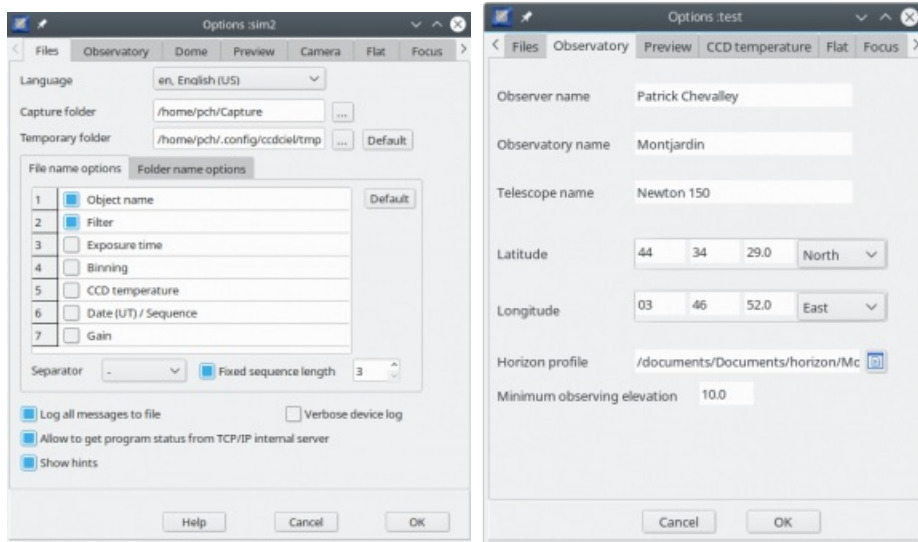 Options :sim2
Files Observatory Dome Preview Camera Flat Focus
Language en, English (US)
Capture folder /home/pch/Capture ...
Temporary folder /home/pch/.config/ccdciel/tmp ... Default
File name options Folder name options
1 Object name Default
2 Filter
3 Exposure time
4 Binning
5 CCD temperature
6 Date (UT) / Sequence
7 Gain
Separator - Fixed sequence length 3
Log all messages to file Verbose device log
Allow to get program status from TCP/IP internal server
Show hints
Help Cancel OK
Options :test
Files Observatory Preview CCD temperature Flat Focus
Observer name Patrick Chevalley
Observatory name Montjardin
Telescope name Newton 150
Latitude 44 34 29.0 North
Longitude 03 46 52.0 East
Horizon profile /documents/Documents/horizon/Mc
Minimum observing elevation 10.0
Cancel OK